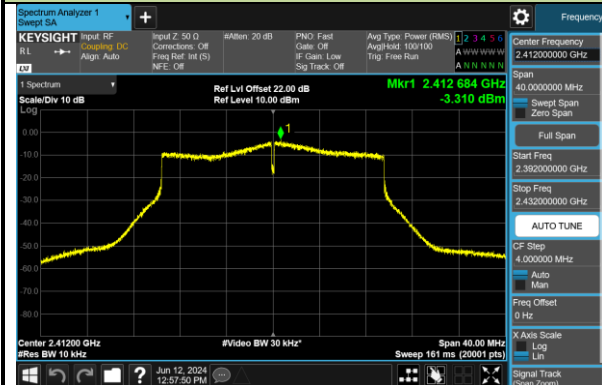 Spectrum Analyzer 1
Swept SA
+
Frequency
KEYSIGHT
RL
Input: RF
Coupling: DC
Align: Auto
Input Z: 50 Ω
Corrections: Off
Freq Ref: Int (S)
NFE: Off
#Atten: 20 dB
PNO: Fast
Gate: Off
IF Gain: Low
Sig Track: Off
Avg Type: Power (RMS)
Avg|Hold: 100/100
Trig: Free Run
1 2 3 4 5 6
A W W W W W
A N N N N N
1 Spectrum
Scale/Div 10 dB
Log
Ref Lvl Offset 22.00 dB
Ref Level 10.00 dBm
Mkr1 2.412 684 GHz
-3.310 dBm
1
0.00
-10.0
-20.0
-30.0
-40.0
-50.0
-60.0
-70.0
-80.0
Center 2.41200 GHz
#Res BW 10 kHz
#Video BW 30 kHz*
Span 40.00 MHz
Sweep 161 ms (20001 pts)
Center Frequency
2.412000000 GHz
Span
40.0000000 MHz
Swept Span
Zero Span
Full Span
Start Freq
2.392000000 GHz
Stop Freq
2.432000000 GHz
AUTO TUNE
CF Step
4.000000 MHz
Auto
Man
Freq Offset
0 Hz
X Axis Scale
Log
Lin
Signal Track
(Span Zoom)
?
Jun 12, 2024
12:57:50 PM